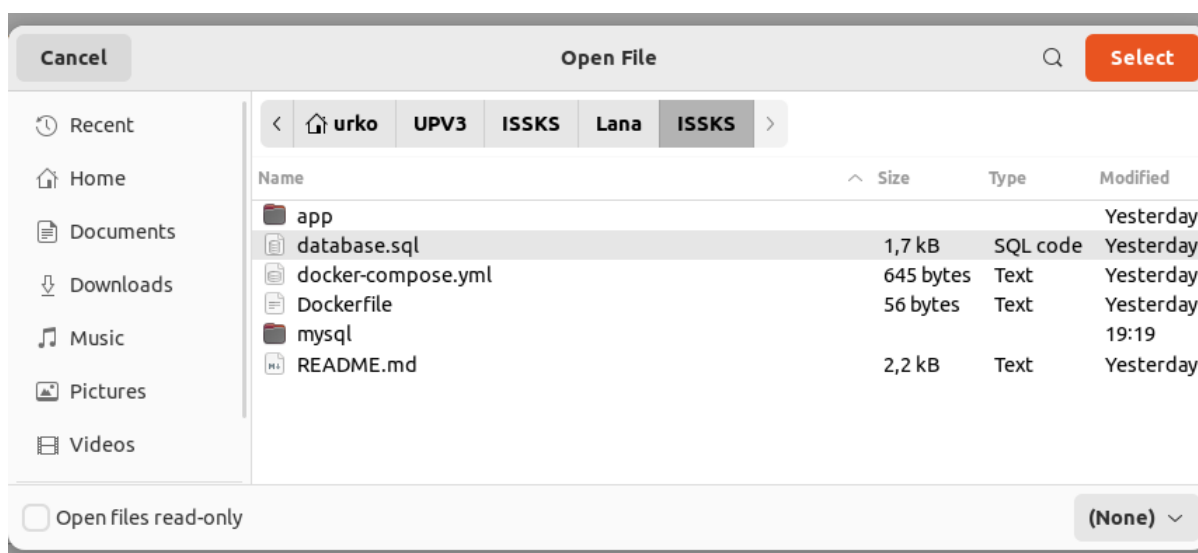 Cancel
Open File
Select
Recent
Home
Documents
Downloads
Music
Pictures
Videos
urko UPV3 ISSKS Lana ISSKS
Name Size Type Modified
app Yesterday
database.sql 1,7 kB SQL code Yesterday
docker-compose.yml 645 bytes Text Yesterday
Dockerfile 56 bytes Text Yesterday
mysql 19:19
README.md 2,2 kB Text Yesterday
Open files read-only
(None)